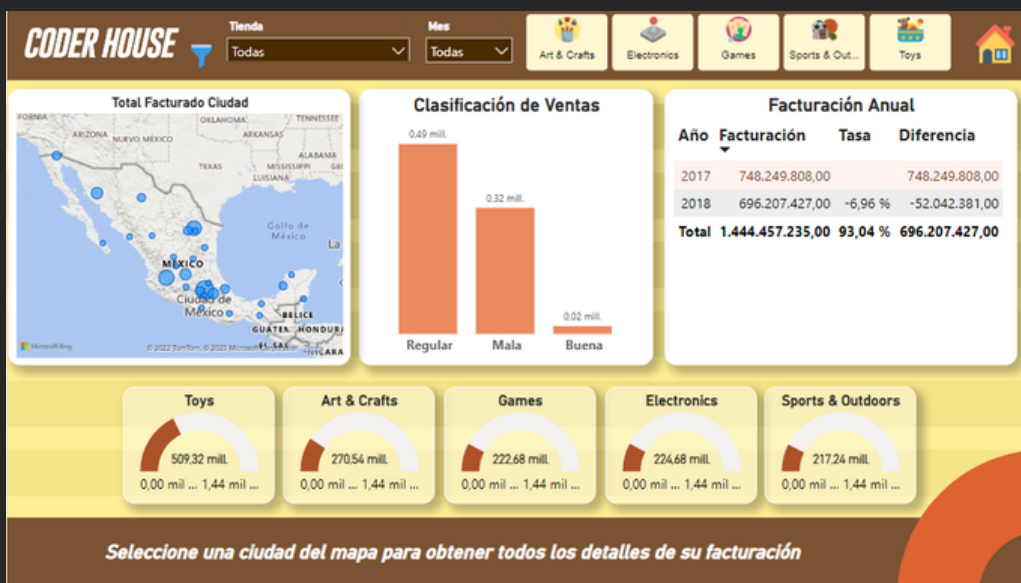 CODER HOUSE
Tienda
Todas
Mes
Todas
Art & Crafts
Electronics
Games
Sports & Out...
Toys
Total Facturado Ciudad
OKLAHOMA
TENNESSEE
ARIZONA
NUEVO MÉXICO
ARKANSAS
ALABAMA
TEXAS
MISSISSIPPI
LUISIANA
Golfo de
México
La
MÉXICO
Ciudad de
México
BELICE
Microsoft Bing
Clasificación de Ventas
0,49 mill.
0,32 mill.
0,02 mill.
Regular Mala Buena
Facturación Anual
Año Facturación Tasa Diferencia
2017 748.249.808,00 748.249.808,00
2018 696.207.427,00 -6,96 % -52.042.381,00
Total 1.444.457.235,00 93,04 % 696.207.427,00
Toys
509,32 mill.
0,00 mil ... 1,44 mil ...
Art & Crafts
270,54 mill.
0,00 mil ... 1,44 mil ...
Games
222,68 mill.
0,00 mil ... 1,44 mil ...
Electronics
224,68 mill.
0,00 mil ... 1,44 mil ...
Sports & Outdoors
217,24 mill.
0,00 mil ... 1,44 mil ...
Seleccione una ciudad del mapa para obtener todos los detalles de su facturación